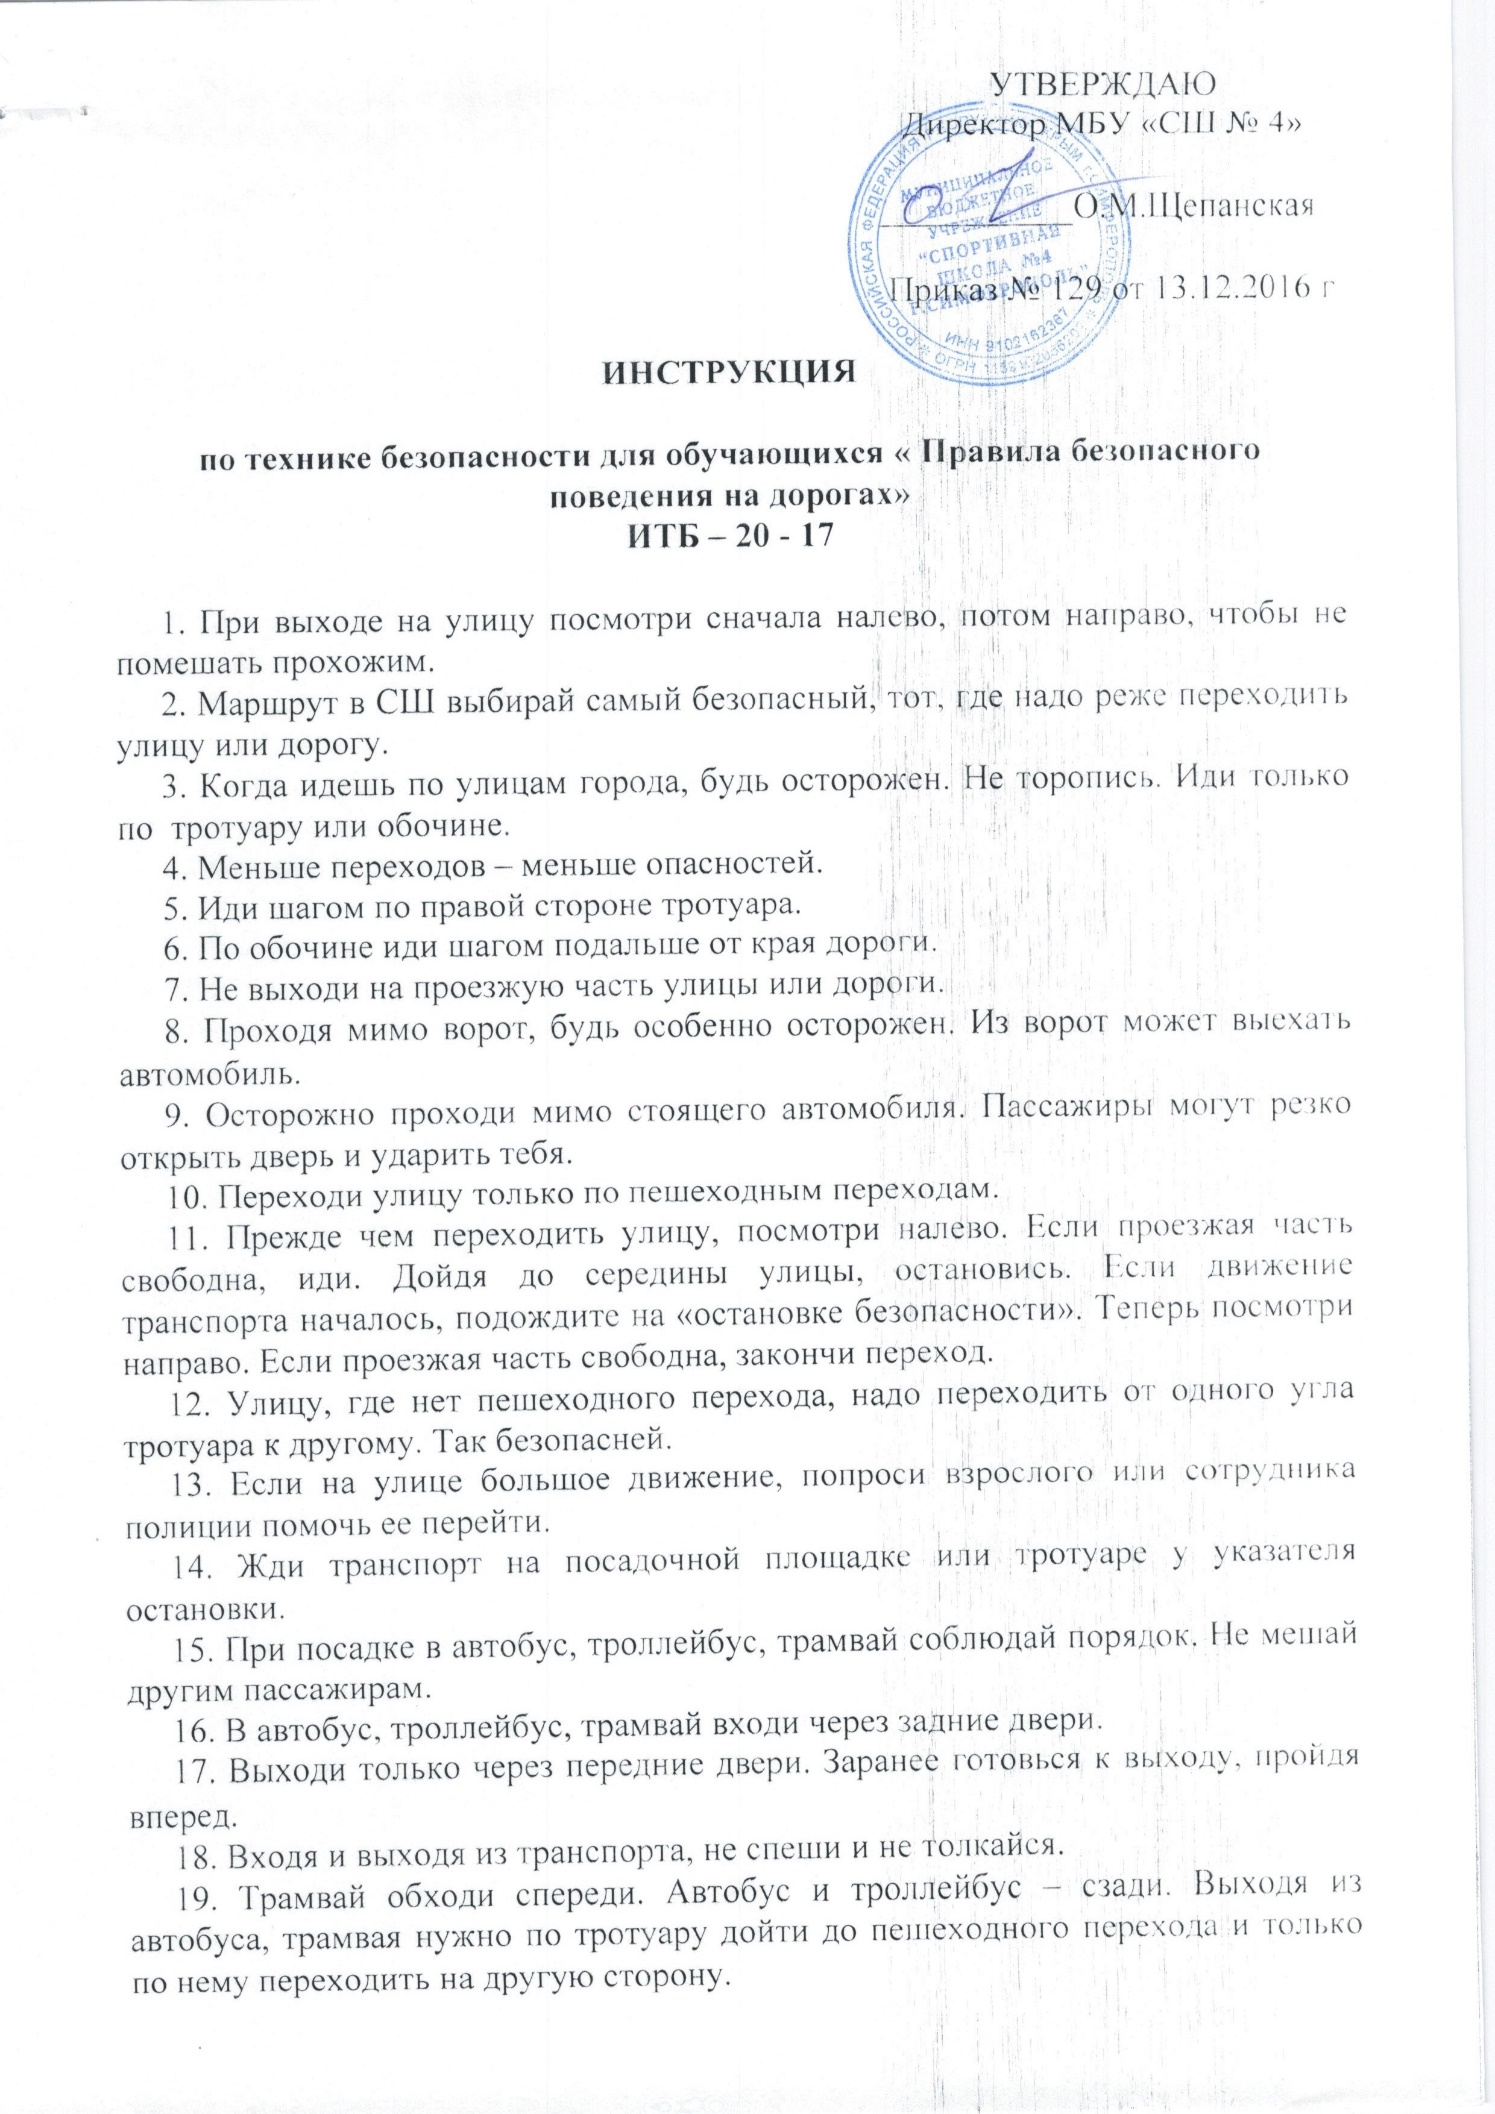 УТВЕРЖДАЮ
Директор МБУ «СШ № 4»
О.М.Щепанская
Приказ № 129 от 13.12.2016 г
РОССИЙСКАЯ ФЕДЕРАЦИЯ
МУНИЦИПАЛЬНОЕ
БЮДЖЕТНОЕ
УЧРЕЖДЕНИЕ
"СПОРТИВНАЯ
ШКОЛА №4
Г.СИМФЕРОПОЛЬ"
ИНН 9102162367
ОГРН
ИНСТРУКЦИЯ
по технике безопасности для обучающихся « Правила безопасного
поведения на дорогах»
ИТБ – 20 - 17
1. При выходе на улицу посмотри сначала налево, потом направо, чтобы не
помешать прохожим.
2. Маршрут в СШ выбирай самый безопасный, тот, где надо реже переходить
улицу или дорогу.
3. Когда идешь по улицам города, будь осторожен. Не торопись. Иди только
по тротуару или обочине.
4. Меньше переходов – меньше опасностей.
5. Иди шагом по правой стороне тротуара.
6. По обочине иди шагом подальше от края дороги.
7. Не выходи на проезжую часть улицы или дороги.
8. Проходя мимо ворот, будь особенно осторожен. Из ворот может выехать
автомобиль.
9. Осторожно проходи мимо стоящего автомобиля. Пассажиры могут резко
открыть дверь и ударить тебя.
10. Переходи улицу только по пешеходным переходам.
11. Прежде чем переходить улицу, посмотри налево. Если проезжая часть
свободна, иди. Дойдя до середины улицы, остановись. Если движение
транспорта началось, подождите на «остановке безопасности». Теперь посмотри
направо. Если проезжая часть свободна, закончи переход.
12. Улицу, где нет пешеходного перехода, надо переходить от одного угла
тротуара к другому. Так безопасней.
13. Если на улице большое движение, попроси взрослого или сотрудника
полиции помочь ее перейти.
14. Жди транспорт на посадочной площадке или тротуаре у указателя
остановки.
15. При посадке в автобус, троллейбус, трамвай соблюдай порядок. Не мешай
другим пассажирам.
16. В автобус, троллейбус, трамвай входи через задние двери.
17. Выходи только через передние двери. Заранее готовься к выходу, пройдя
вперед.
18. Входя и выходя из транспорта, не спеши и не толкайся.
19. Трамвай обходи спереди. Автобус и троллейбус – сзади. Выходя из
автобуса, трамвая нужно по тротуару дойти до пешеходного перехода и только
по нему переходить на другую сторону.